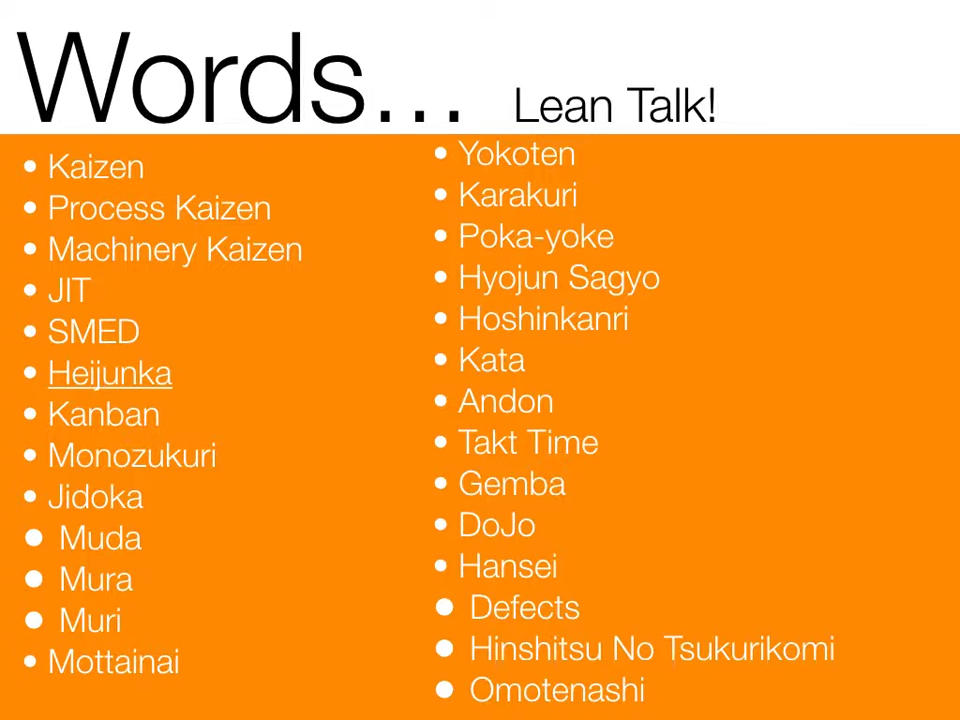 Words... Lean Talk!
• Kaizen
• Process Kaizen
• Machinery Kaizen
• JIT
• SMED
• Heijunka
• Kanban
• Monozukuri
• Jidoka
• Muda
• Mura
• Muri
• Mottainai
• Yokoten
• Karakuri
• Poka-yoke
• Hyojun Sagyo
• Hoshinkanri
• Kata
• Andon
• Takt Time
• Gemba
• DoJo
• Hansei
• Defects
• Hinshitsu No Tsukurikomi
• Omotenashi